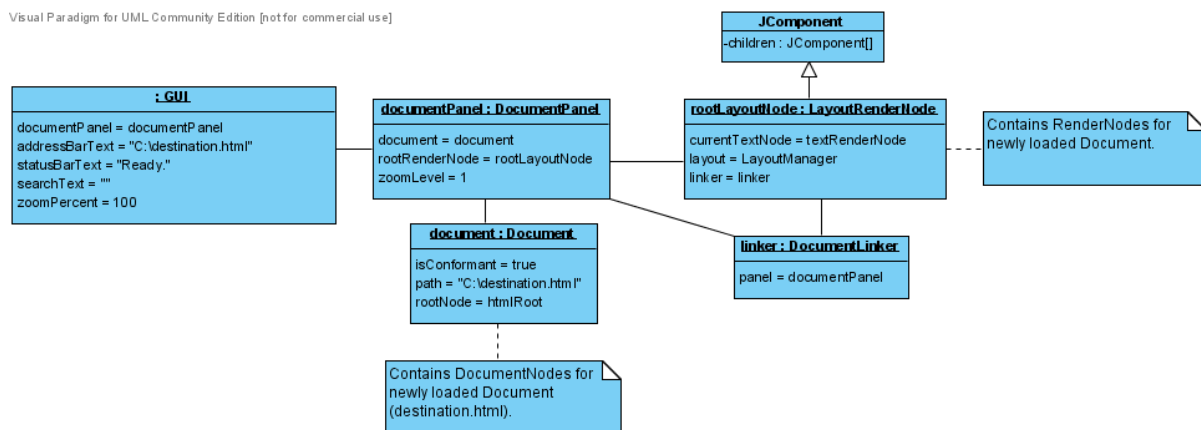 Visual Paradigm for UML Community Edition [not for commercial use]
JComponent
-children : JComponent[]
: GUI
documentPanel = documentPanel
addressBarText = "C:\destination.html"
statusBarText = "Ready."
searchText = ""
zoomPercent = 100
documentPanel : DocumentPanel
document = document
rootRenderNode = rootLayoutNode
zoomLevel = 1
rootLayoutNode : LayoutRenderNode
currentTextNode = textRenderNode
layout = LayoutManager
linker = linker
Contains RenderNodes for
newly loaded Document.
document : Document
isConformant = true
path = "C:\destination.html"
rootNode = htmlRoot
linker : DocumentLinker
panel = documentPanel
Contains DocumentNodes for
newly loaded Document
(destination.html).